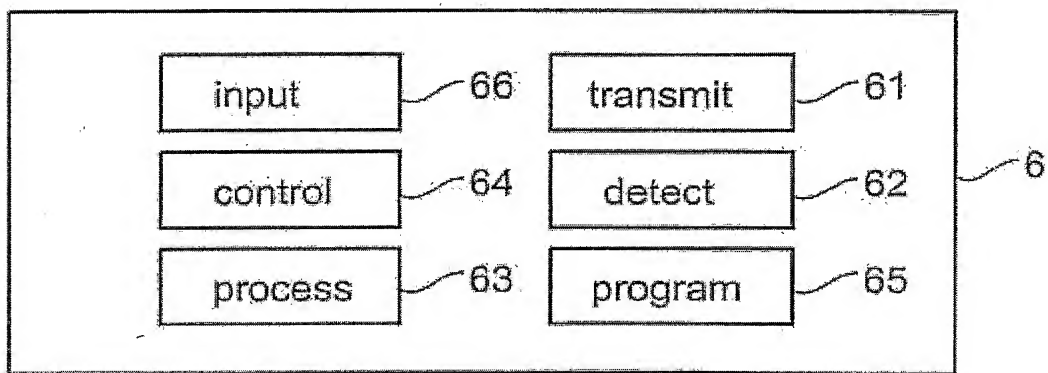 input 66 transmit 61
6
control 64 detect 62
process 63 program 65